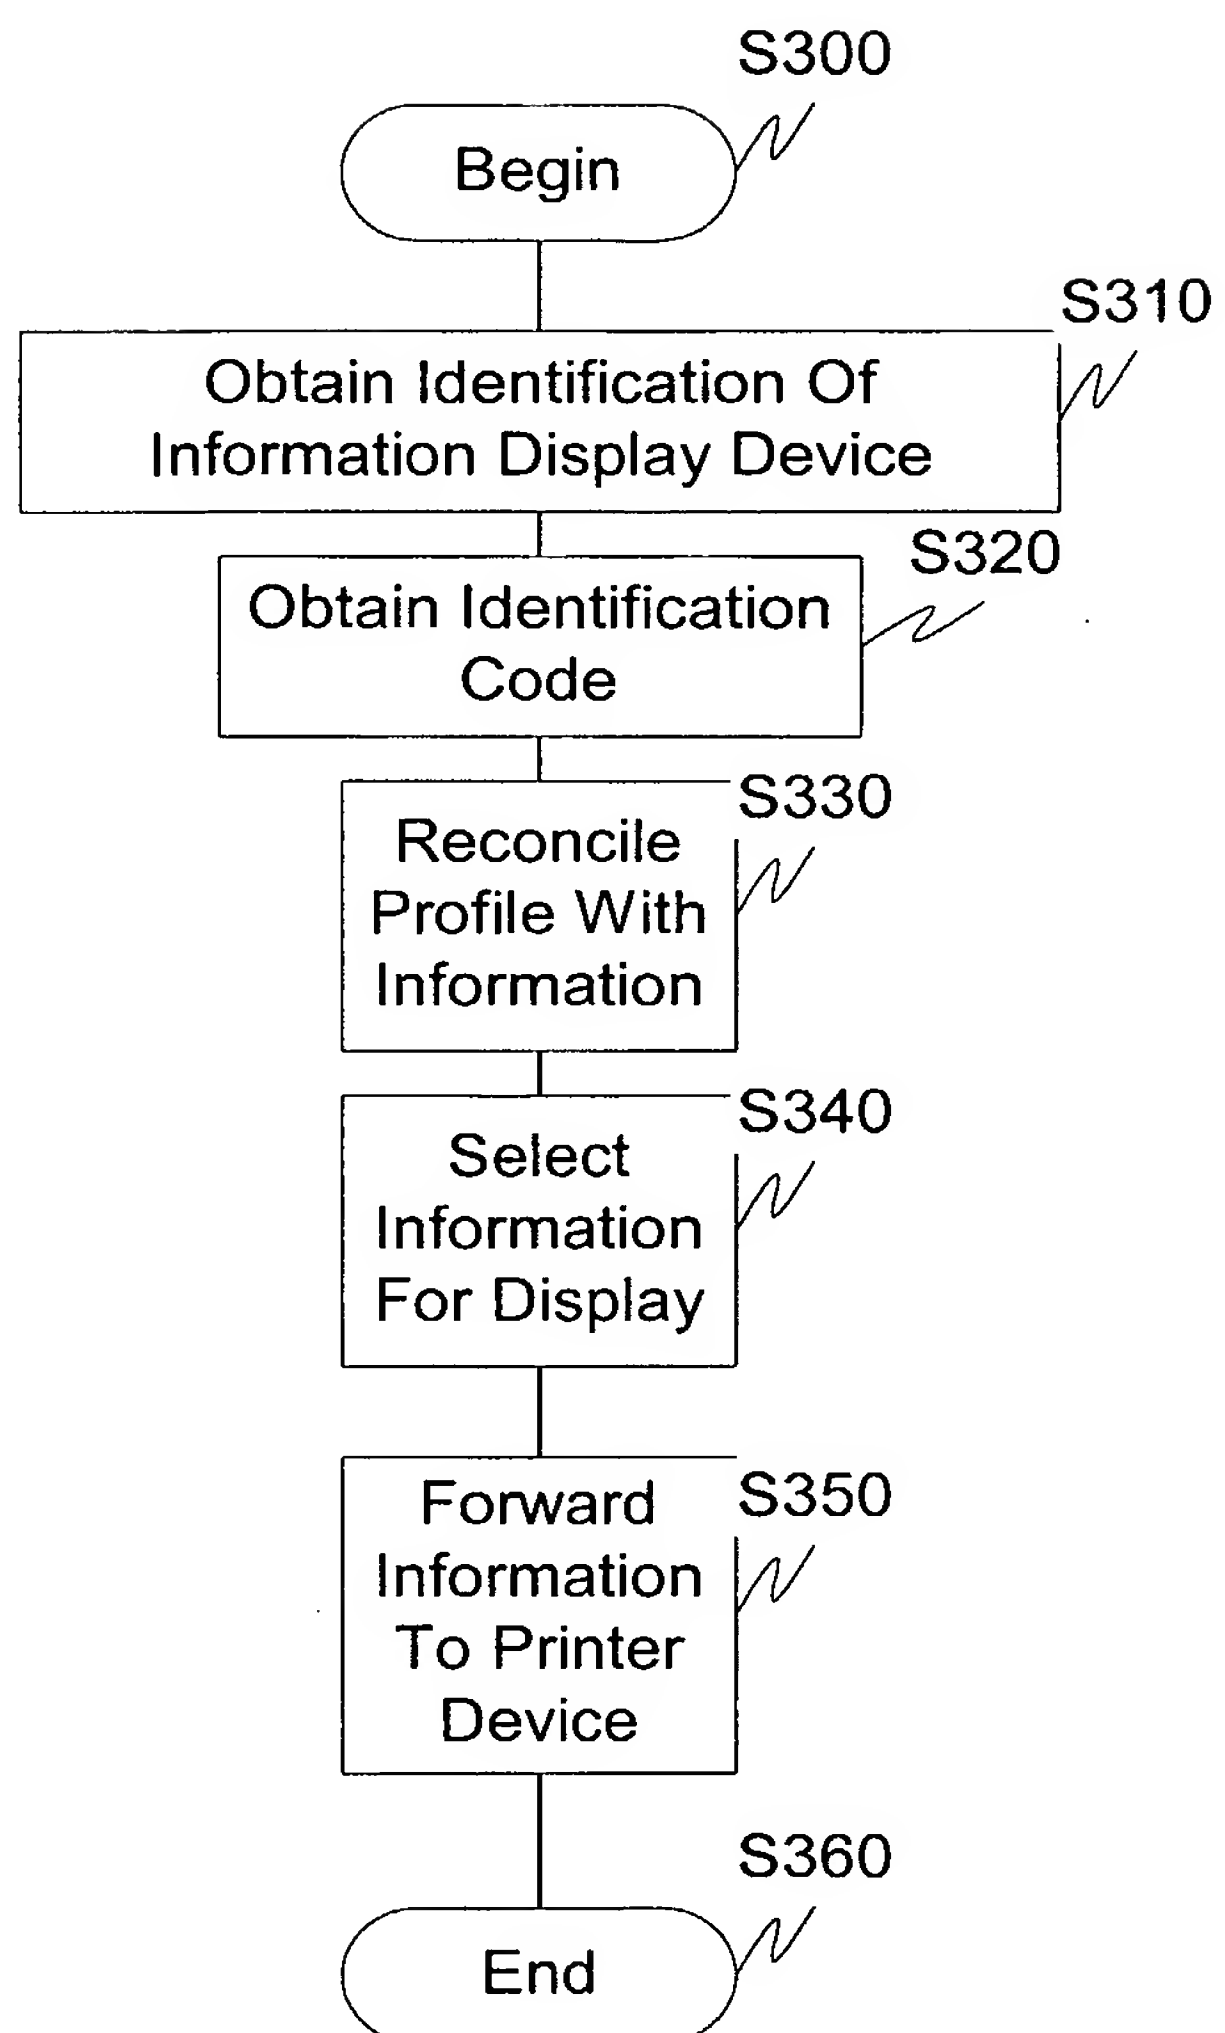 S300
Begin
S310
Obtain Identification Of
Information Display Device
S320
Obtain Identification
Code
S330
Reconcile
Profile With
Information
S340
Select
Information
For Display
S350
Forward
Information
To Printer
Device
S360
End